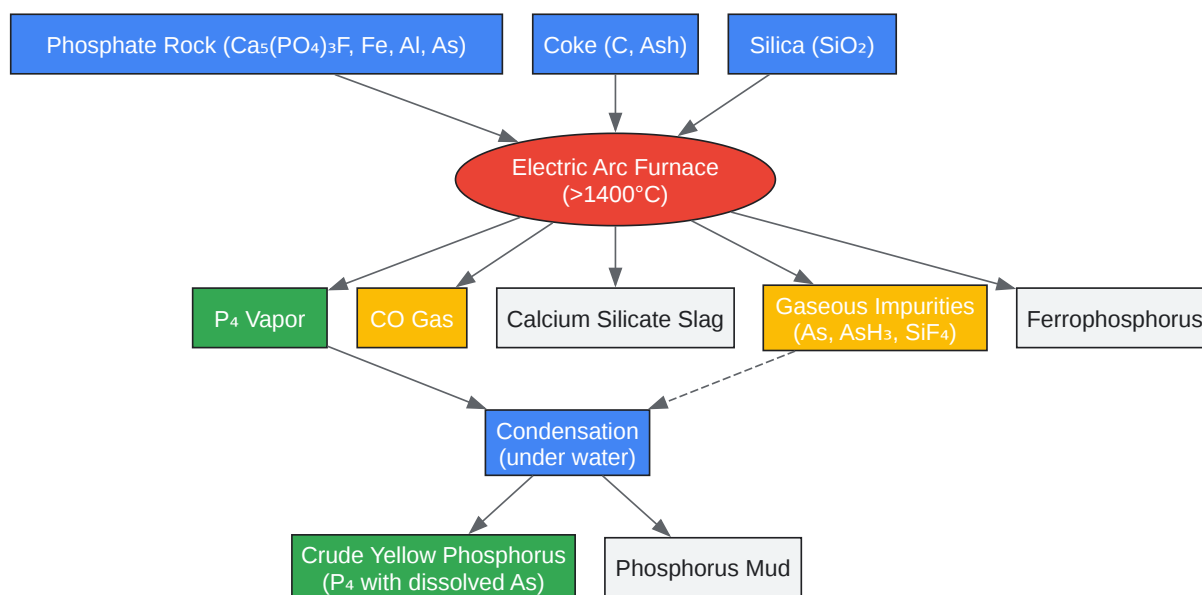 Phosphate Rock (Ca₅(PO₄)₃F, Fe, Al, As)
Coke (C, Ash)
Silica (SiO₂)
Electric Arc Furnace
(>1400°C)
P₄ Vapor
CO Gas
Calcium Silicate Slag
Gaseous Impurities
(As, AsH₃, SiF₄)
Ferrophosphorus
Condensation
(under water)
Crude Yellow Phosphorus
(P₄ with dissolved As)
Phosphorus Mud